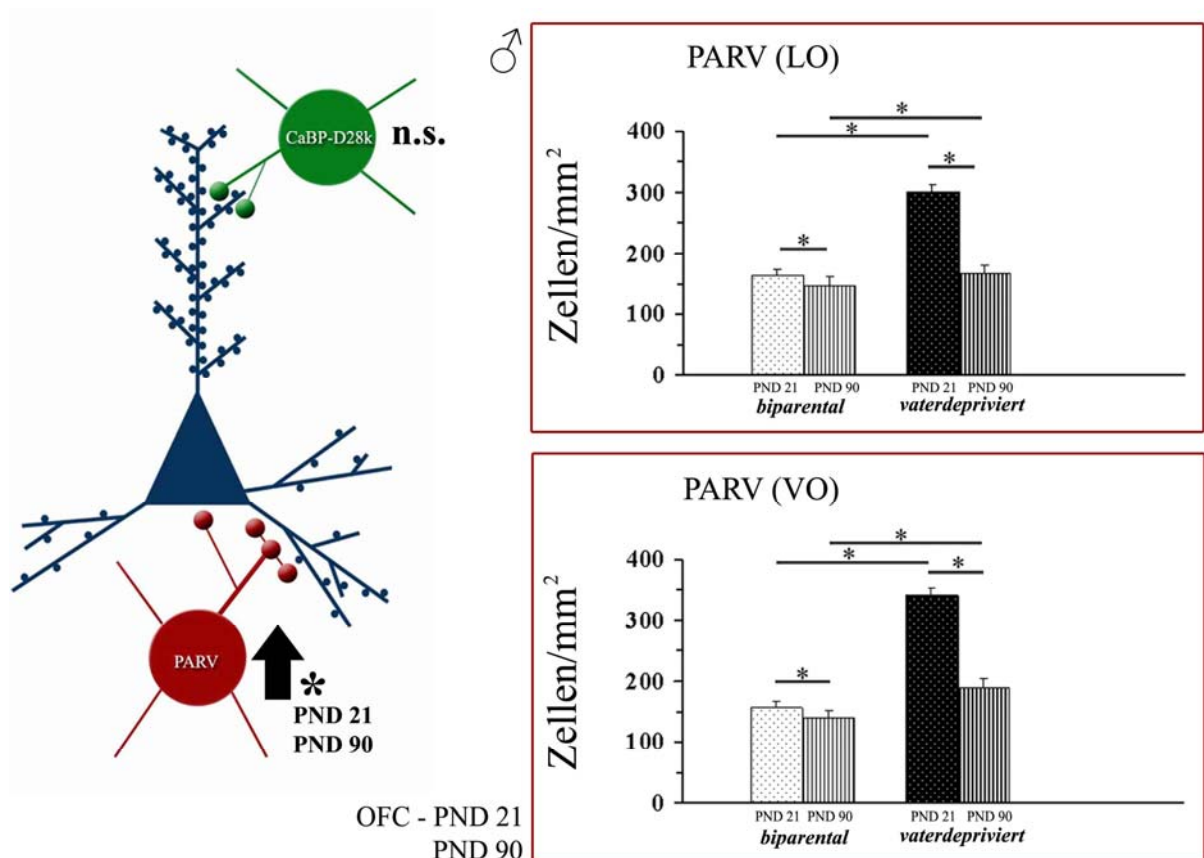 CaBP-D28k
n.s.
PARV
*
PND 21
PND 90
OFC - PND 21
PND 90
♂
PARV (LO)
Zellen/mm²
400
300
200
100
0
*
*
*
*
PND 21 PND 90 PND 21 PND 90
biparental vaterdepriviert
PARV (VO)
Zellen/mm²
400
300
200
100
0
*
*
*
*
PND 21 PND 90 PND 21 PND 90
biparental vaterdepriviert